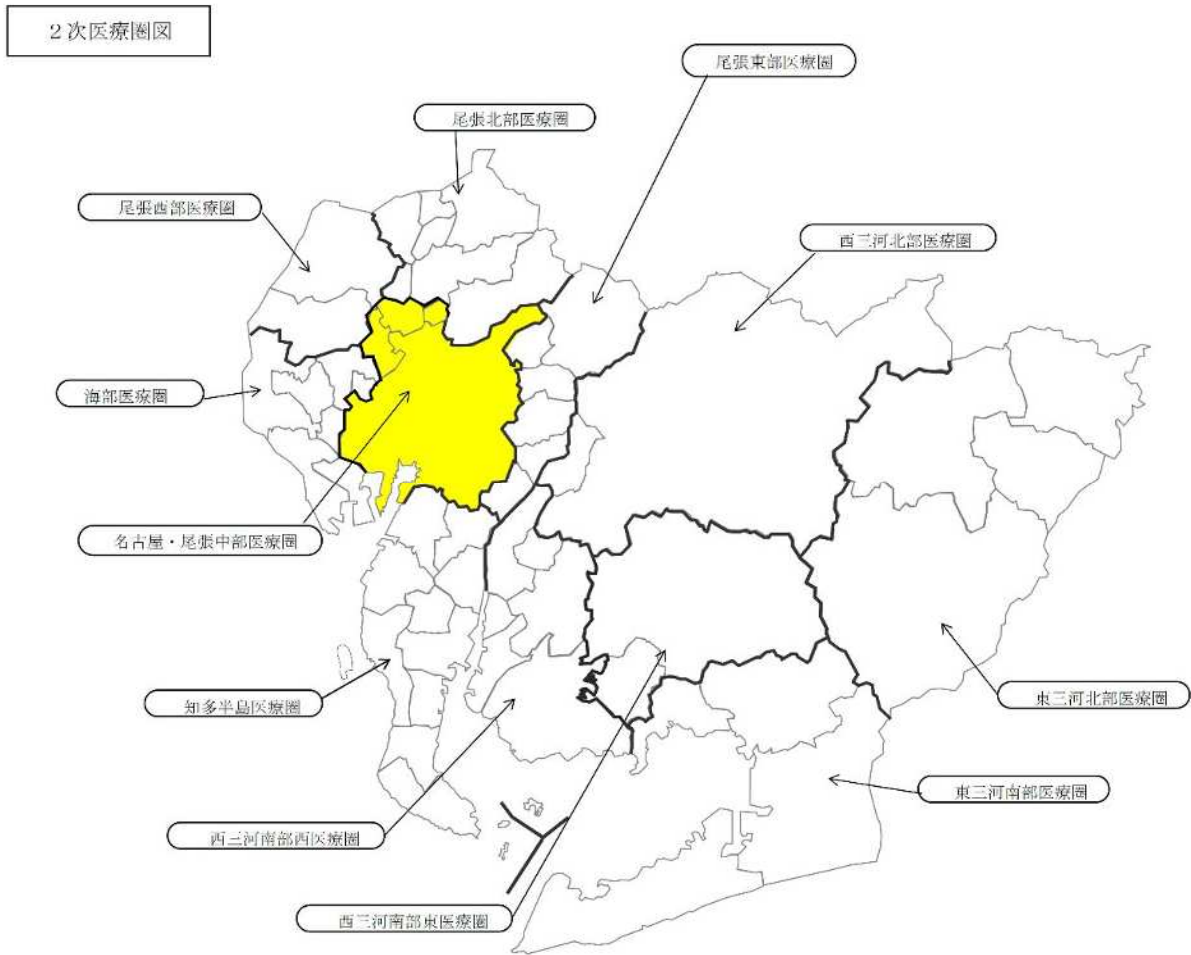 2次医療圏図
尾張東部医療圏
尾張北部医療圏
尾張西部医療圏
西三河北部医療圏
海部医療圏
名古屋・尾張中部医療圏
知多半島医療圏
東三河北部医療圏
東三河南部医療圏
西三河南部西医療圏
西三河南部東医療圏